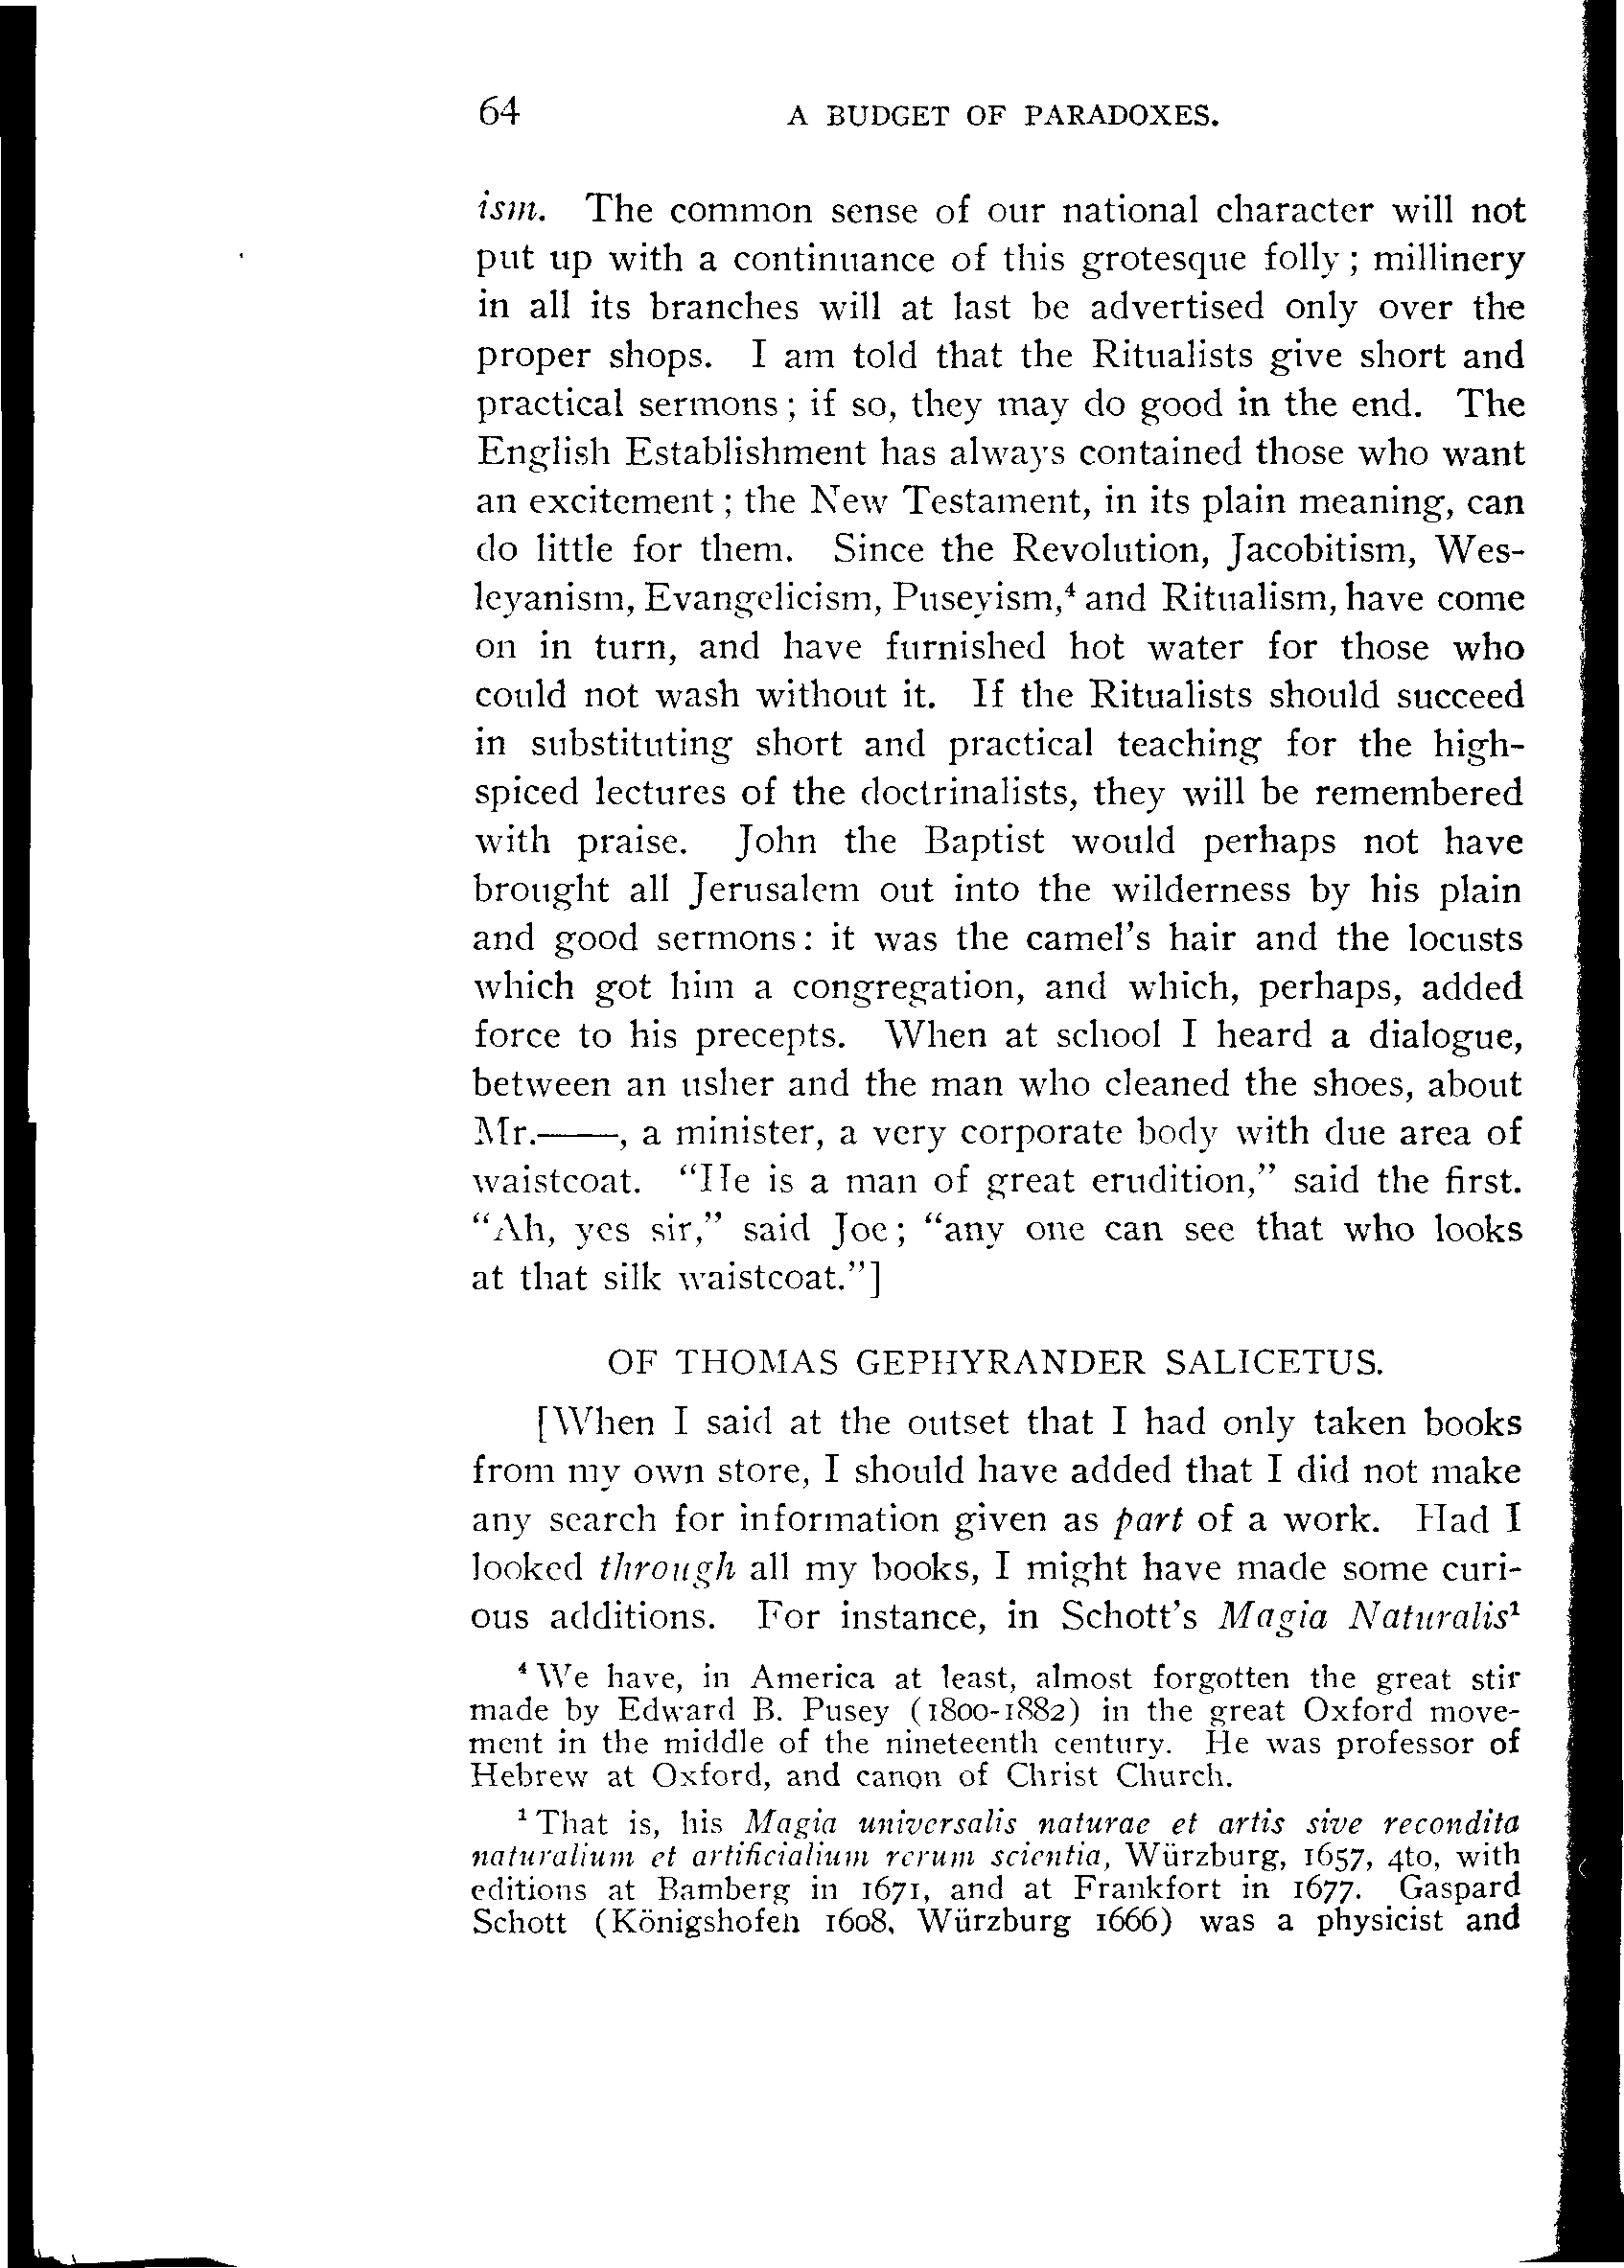 64 A BUDGET OF PARADOXES.
ism. The common sense of our national character will not
put up with a continuance of this grotesque folly; millinery
in all its branches will at last be advertised only over the
proper shops. I am told that the Ritualists give short and
practical sermons; if so, they may do good in the end. The
English Establishment has always contained those who want
an excitement; the New Testament, in its plain meaning, can
do little for them. Since the Revolution, Jacobitism, Wes-
leyanism, Evangelicism, Puseyism,⁴ and Ritualism, have come
on in turn, and have furnished hot water for those who
could not wash without it. If the Ritualists should succeed
in substituting short and practical teaching for the high-
spiced lectures of the doctrinalists, they will be remembered
with praise. John the Baptist would perhaps not have
brought all Jerusalem out into the wilderness by his plain
and good sermons: it was the camel's hair and the locusts
which got him a congregation, and which, perhaps, added
force to his precepts. When at school I heard a dialogue,
between an usher and the man who cleaned the shoes, about
Mr.——, a minister, a very corporate body with due area of
waistcoat. "He is a man of great erudition," said the first.
"Ah, yes sir," said Joe; "any one can see that who looks
at that silk waistcoat."]
OF THOMAS GEPHYRANDER SALICETUS.
[When I said at the outset that I had only taken books
from my own store, I should have added that I did not make
any search for information given as part of a work. Had I
looked through all my books, I might have made some curi-
ous additions. For instance, in Schott's Magia Naturalis¹
⁴ We have, in America at least, almost forgotten the great stir
made by Edward B. Pusey (1800-1882) in the great Oxford move-
ment in the middle of the nineteenth century. He was professor of
Hebrew at Oxford, and canon of Christ Church.
¹ That is, his Magia universalis naturae et artis sive recondita
naturalium et artificialium rerum scientia, Würzburg, 1657, 4to, with
editions at Bamberg in 1671, and at Frankfort in 1677. Gaspard
Schott (Königshofen 1608, Würzburg 1666) was a physicist and